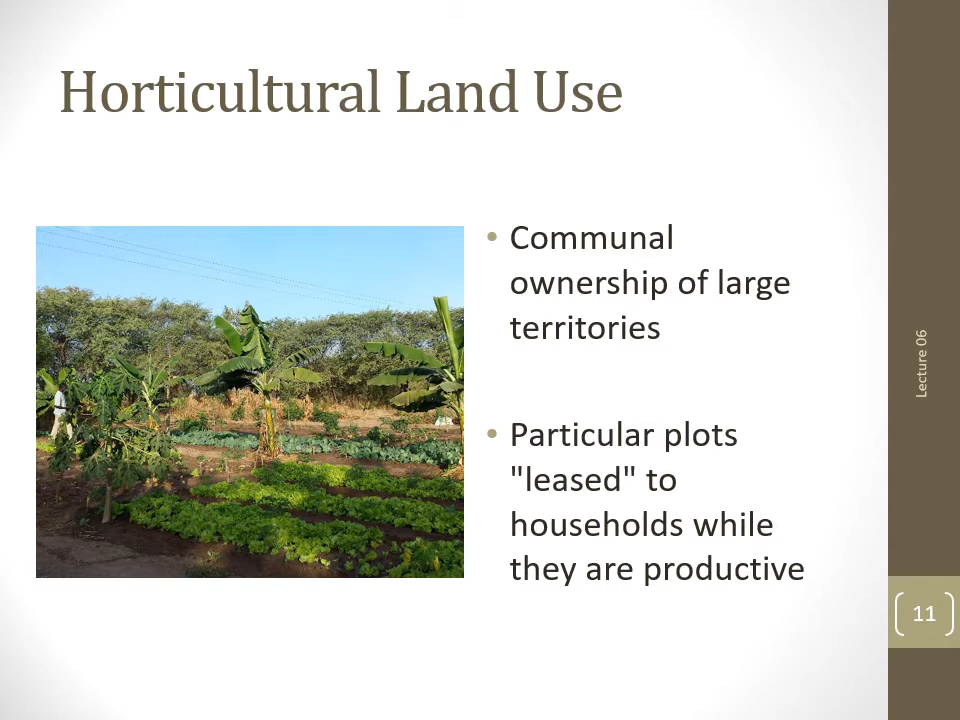 Horticultural Land Use
• Communal
ownership of large
territories
• Particular plots
"leased" to
households while
they are productive
Lecture 06
11